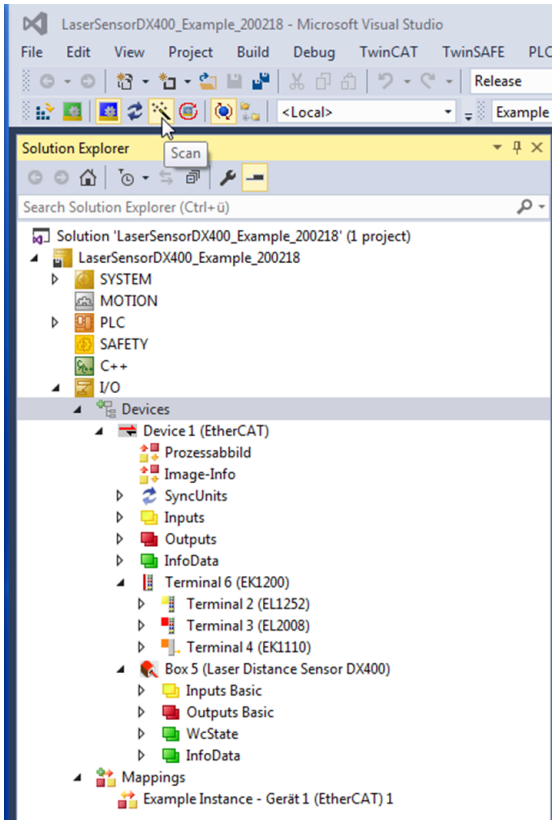 LaserSensorDX400_Example_200218 - Microsoft Visual Studio
File Edit View Project Build Debug TwinCAT TwinSAFE PLC
Release
<Local> Example
Solution Explorer
Scan
Search Solution Explorer (Ctrl+ü)
Solution 'LaserSensorDX400_Example_200218' (1 project)
LaserSensorDX400_Example_200218
SYSTEM
MOTION
PLC
SAFETY
C++
I/O
Devices
Device 1 (EtherCAT)
Prozessabbild
Image-Info
SyncUnits
Inputs
Outputs
InfoData
Terminal 6 (EK1200)
Terminal 2 (EL1252)
Terminal 3 (EL2008)
Terminal 4 (EK1110)
Box 5 (Laser Distance Sensor DX400)
Inputs Basic
Outputs Basic
WcState
InfoData
Mappings
Example Instance - Gerät 1 (EtherCAT) 1